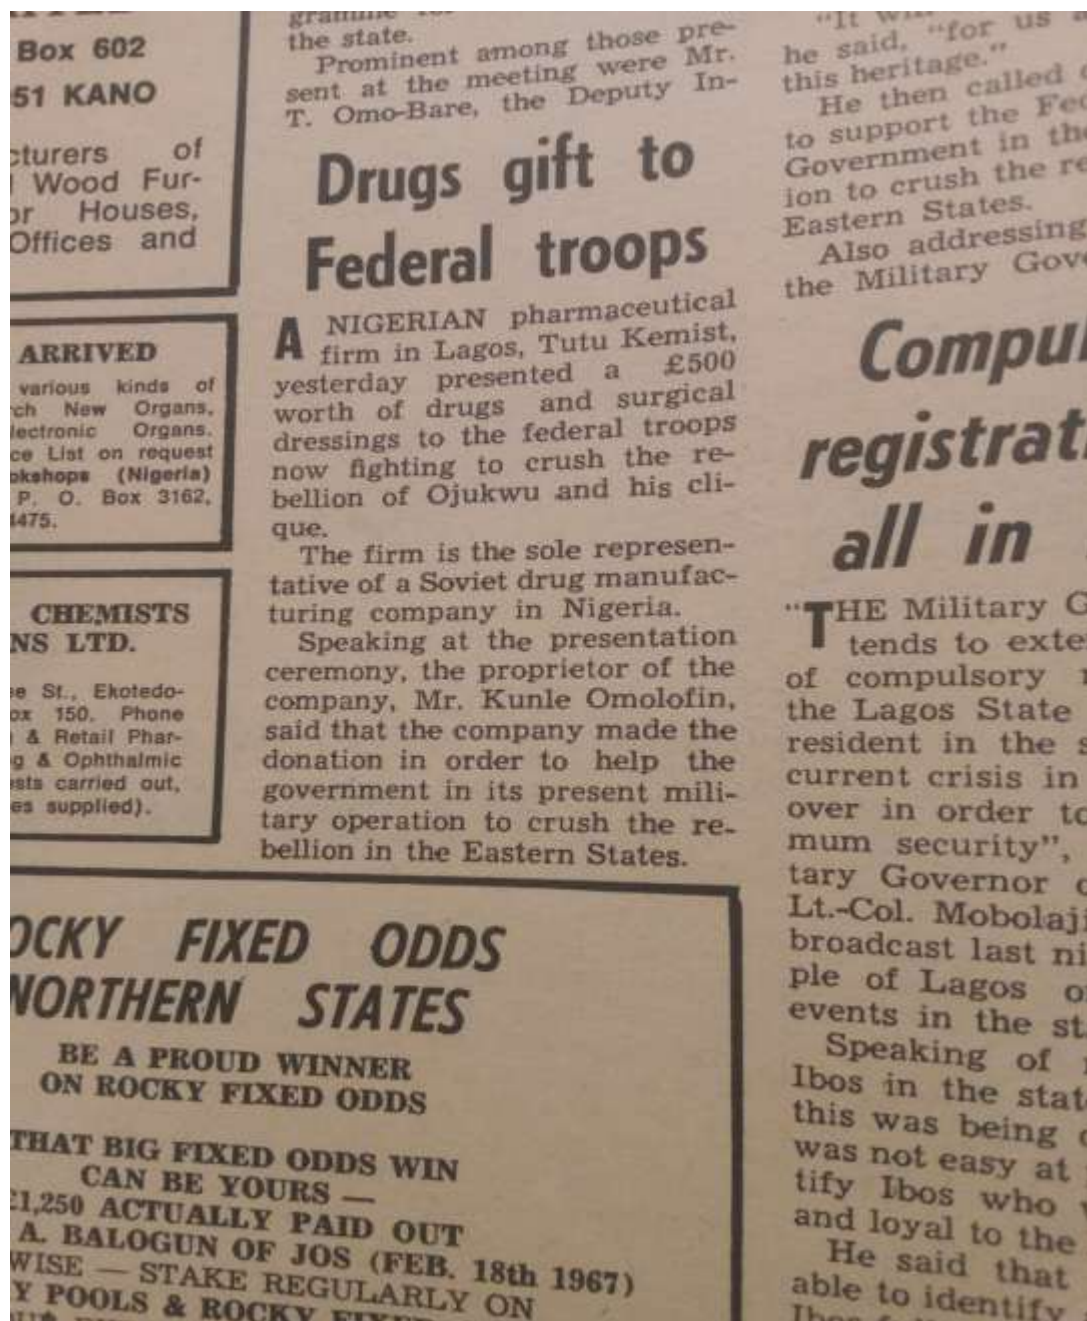 Box 602
51 KANO
cturers of
Wood Fur-
or Houses,
Offices and
ARRIVED
various kinds of
rch New Organs,
lectronic Organs.
ce List on request
okshops (Nigeria)
P. O. Box 3162,
4475.
CHEMISTS
NS LTD.
e St., Ekotedo-
ox 150. Phone
& Retail Phar-
g & Ophthalmic
sts carried out,
es supplied).
the state.
Prominent among those pre-
sent at the meeting were Mr.
T. Omo-Bare, the Deputy In-
Drugs gift to
Federal troops
A NIGERIAN pharmaceutical
firm in Lagos, Tutu Kemist,
yesterday presented a £500
worth of drugs and surgical
dressings to the federal troops
now fighting to crush the re-
bellion of Ojukwu and his cli-
que.
The firm is the sole represen-
tative of a Soviet drug manufac-
turing company in Nigeria.
Speaking at the presentation
ceremony, the proprietor of the
company, Mr. Kunle Omolofin,
said that the company made the
donation in order to help the
government in its present mili-
tary operation to crush the re-
bellion in the Eastern States.
OCKY FIXED ODDS
NORTHERN STATES
BE A PROUD WINNER
ON ROCKY FIXED ODDS
THAT BIG FIXED ODDS WIN
CAN BE YOURS —
£1,250 ACTUALLY PAID OUT
A. BALOGUN OF JOS (FEB. 18th 1967)
WISE — STAKE REGULARLY ON
Y POOLS & ROCKY
"It
he said, "for us
this heritage."
He then called
to support the Fe
Government in the
ion to crush the re
Eastern States.
Also addressing
the Military Gov
Compu
registrat
all in
"THE Military G
tends to exte
of compulsory
the Lagos State
resident in the s
current crisis in
over in order to
mum security",
tary Governor
Lt.-Col. Mobolaj
broadcast last ni
ple of Lagos o
events in the st
Speaking of
Ibos in the stat
this was being
was not easy at
tify Ibos who
and loyal to the
He said that
able to identify